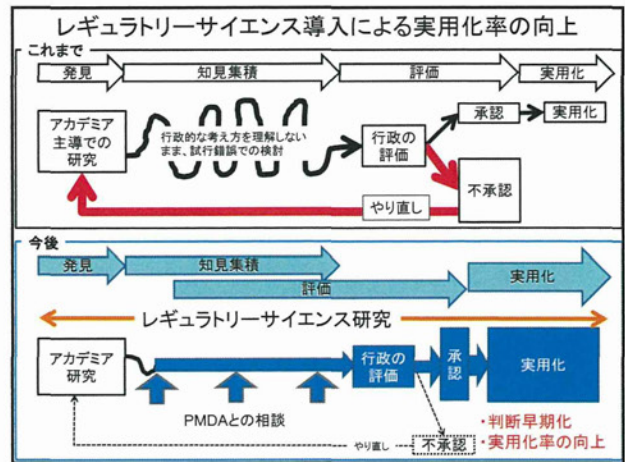 レギュラトリーサイエンス導入による実用化率の向上
これまで
発見
知見集積
評価
実用化
アカデミア
主導での
研究
行政的な考え方を理解しない
まま、試行錯誤での検討
行政の
評価
承認
実用化
不承認
やり直し
今後
発見
知見集積
評価
実用化
レギュラトリーサイエンス研究
アカデミア
研究
行政の
評価
承
認
実用化
PMDAとの相談
やり直し
不承認
・判断早期化
・実用化率の向上